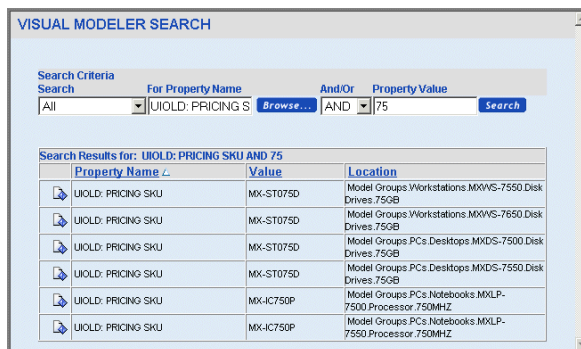 VISUAL MODELER SEARCH
Search Criteria
Search For Property Name And/Or Property Value
All UIOLD: PRICING S Browse... AND 75 Search
Search Results for: UIOLD: PRICING SKU AND 75
Property Name Value Location
UIOLD: PRICING SKU MX-ST075D Model Groups.Workstations.MXWS-7550.Disk
Drives.75GB
UIOLD: PRICING SKU MX-ST075D Model Groups.Workstations.MXWS-7650.Disk
Drives.75GB
UIOLD: PRICING SKU MX-ST075D Model Groups.PCs.Desktops.MXDS-7500.Disk
Drives.75GB
UIOLD: PRICING SKU MX-ST075D Model Groups.PCs.Desktops.MXDS-7550.Disk
Drives.75GB
UIOLD: PRICING SKU MX-IC750P Model Groups.PCs.Notebooks.MXLP-
7500.Processor.750MHZ
UIOLD: PRICING SKU MX-IC750P Model Groups.PCs.Notebooks.MXLP-
7550.Processor.750MHZ